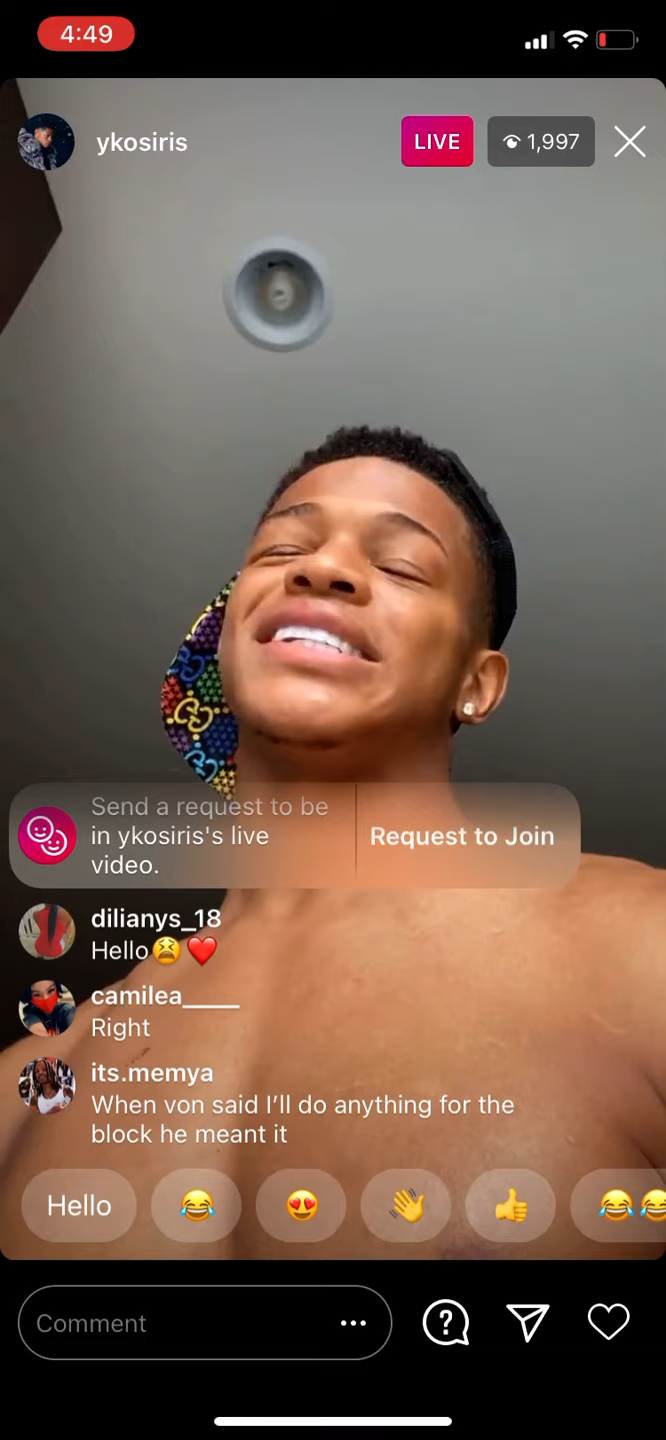 4:49
ykosiris
LIVE
1,997
Send a request to be
in ykosiris's live
video.
Request to Join
dilianys_18
Hello😫❤️
camilea_____
Right
its.memya
When von said I’ll do anything for the
block he meant it
Hello
😂
😍
👋
👍
😂😂
Comment